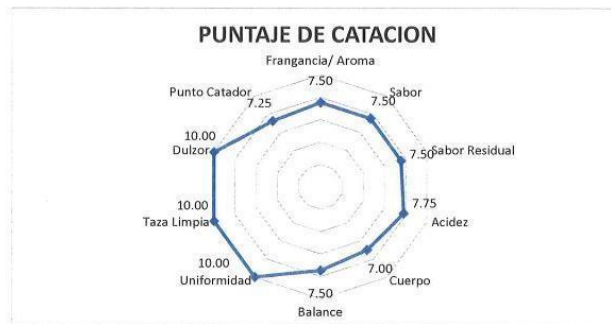 PUNTAJE DE CATACION
Frangancia/ Aroma
7.50
Sabor
7.50
Sabor Residual
7.50
Acidez
7.75
Cuerpo
7.00
Balance
7.50
Uniformidad
10.00
Taza Limpia
10.00
Dulzor
10.00
Punto Catador
7.25